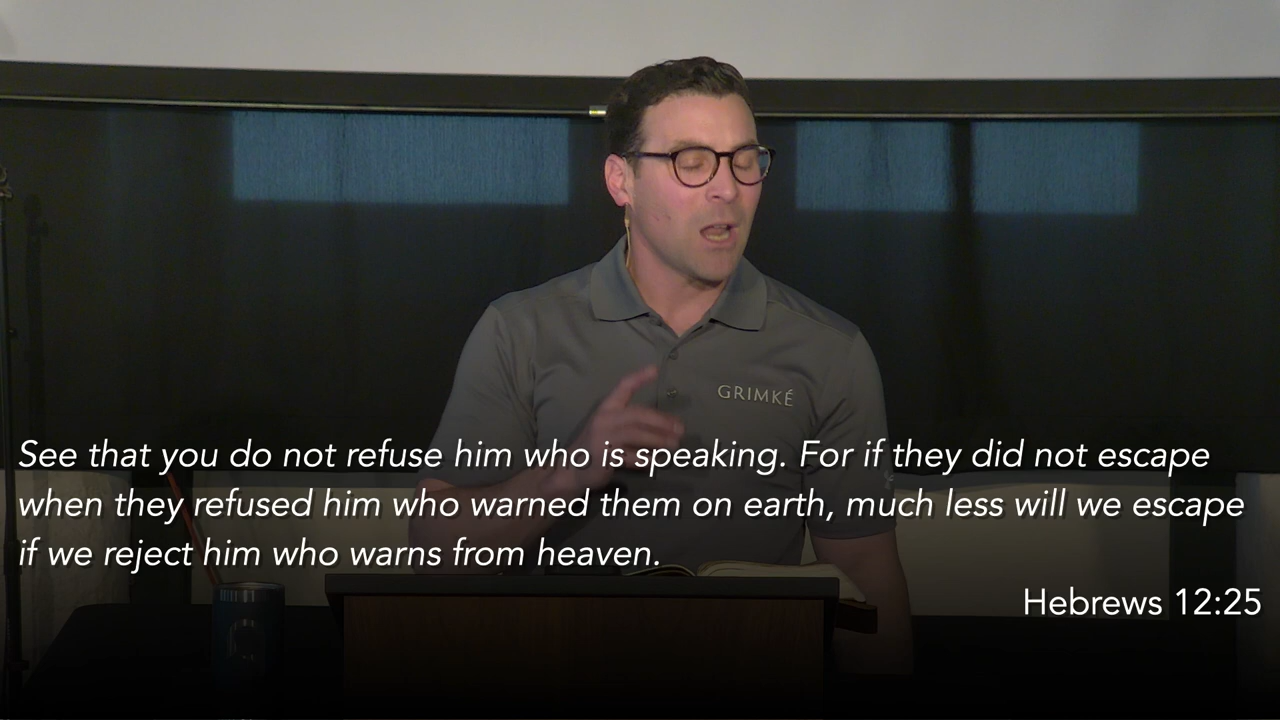 GRIMKÉ
See that you do not refuse him who is speaking. For if they did not escape
when they refused him who warned them on earth, much less will we escape
if we reject him who warns from heaven.
Hebrews 12:25